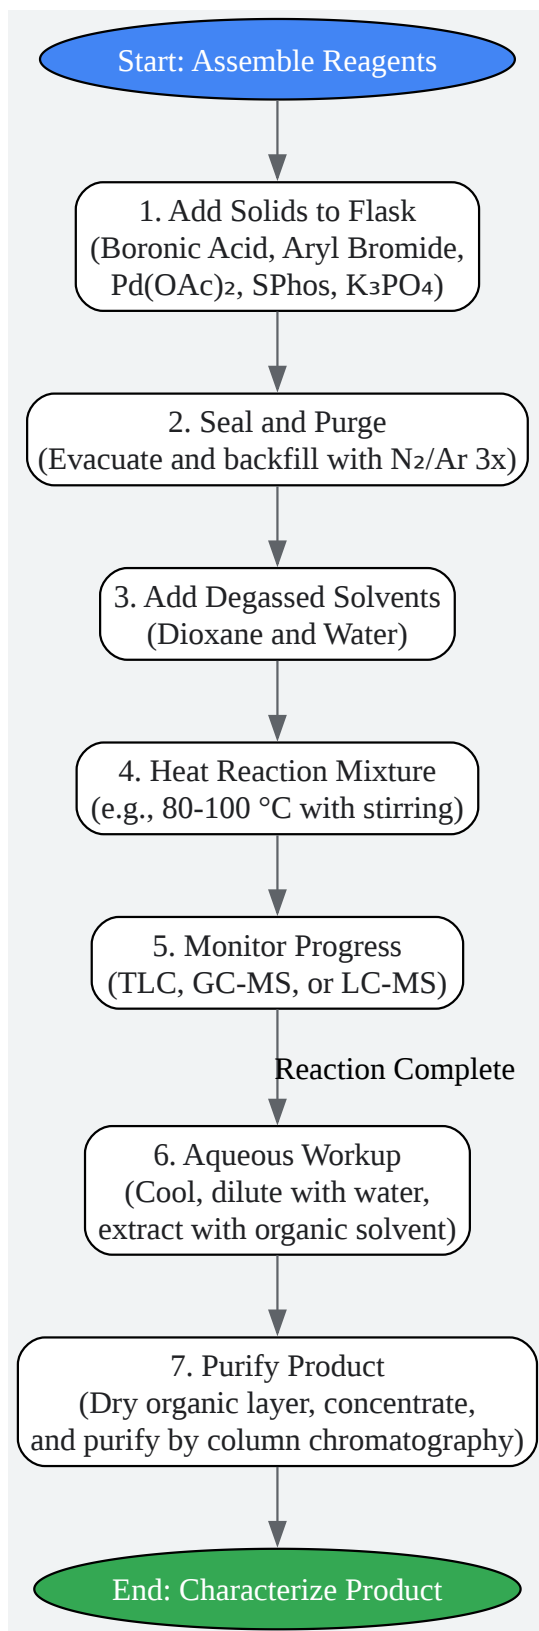 Start: Assemble Reagents
1. Add Solids to Flask
(Boronic Acid, Aryl Bromide,
Pd(OAc)₂, SPhos, K₃PO₄)
2. Seal and Purge
(Evacuate and backfill with N₂/Ar 3x)
3. Add Degassed Solvents
(Dioxane and Water)
4. Heat Reaction Mixture
(e.g., 80-100 °C with stirring)
5. Monitor Progress
(TLC, GC-MS, or LC-MS)
Reaction Complete
6. Aqueous Workup
(Cool, dilute with water,
extract with organic solvent)
7. Purify Product
(Dry organic layer, concentrate,
and purify by column chromatography)
End: Characterize Product